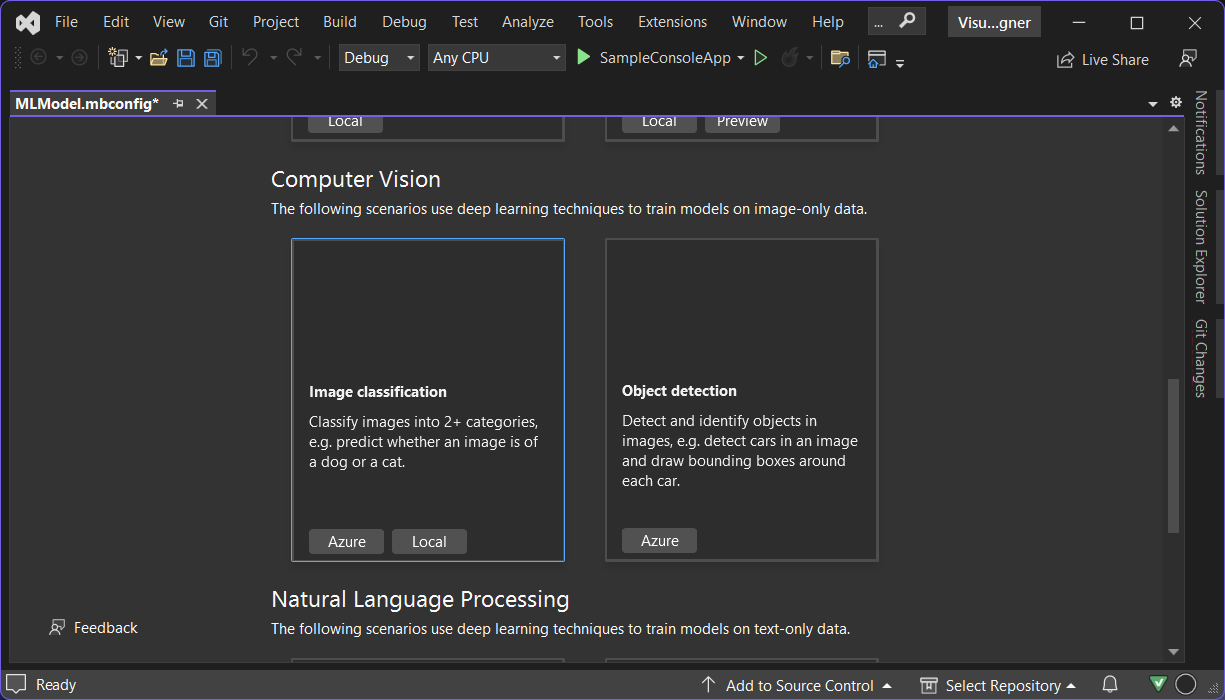 File Edit View Git Project Build Debug Test Analyze Tools Extensions Window Help ... Visu...gner
Debug Any CPU SampleConsoleApp Live Share
MLModel.mbconfig*
Local Local Preview
Computer Vision
The following scenarios use deep learning techniques to train models on image-only data.
Image classification
Classify images into 2+ categories,
e.g. predict whether an image is of
a dog or a cat.
Azure Local
Object detection
Detect and identify objects in
images, e.g. detect cars in an image
and draw bounding boxes around
each car.
Azure
Natural Language Processing
The following scenarios use deep learning techniques to train models on text-only data.
Feedback
Notifications
Solution Explorer
Git Changes
Ready Add to Source Control Select Repository